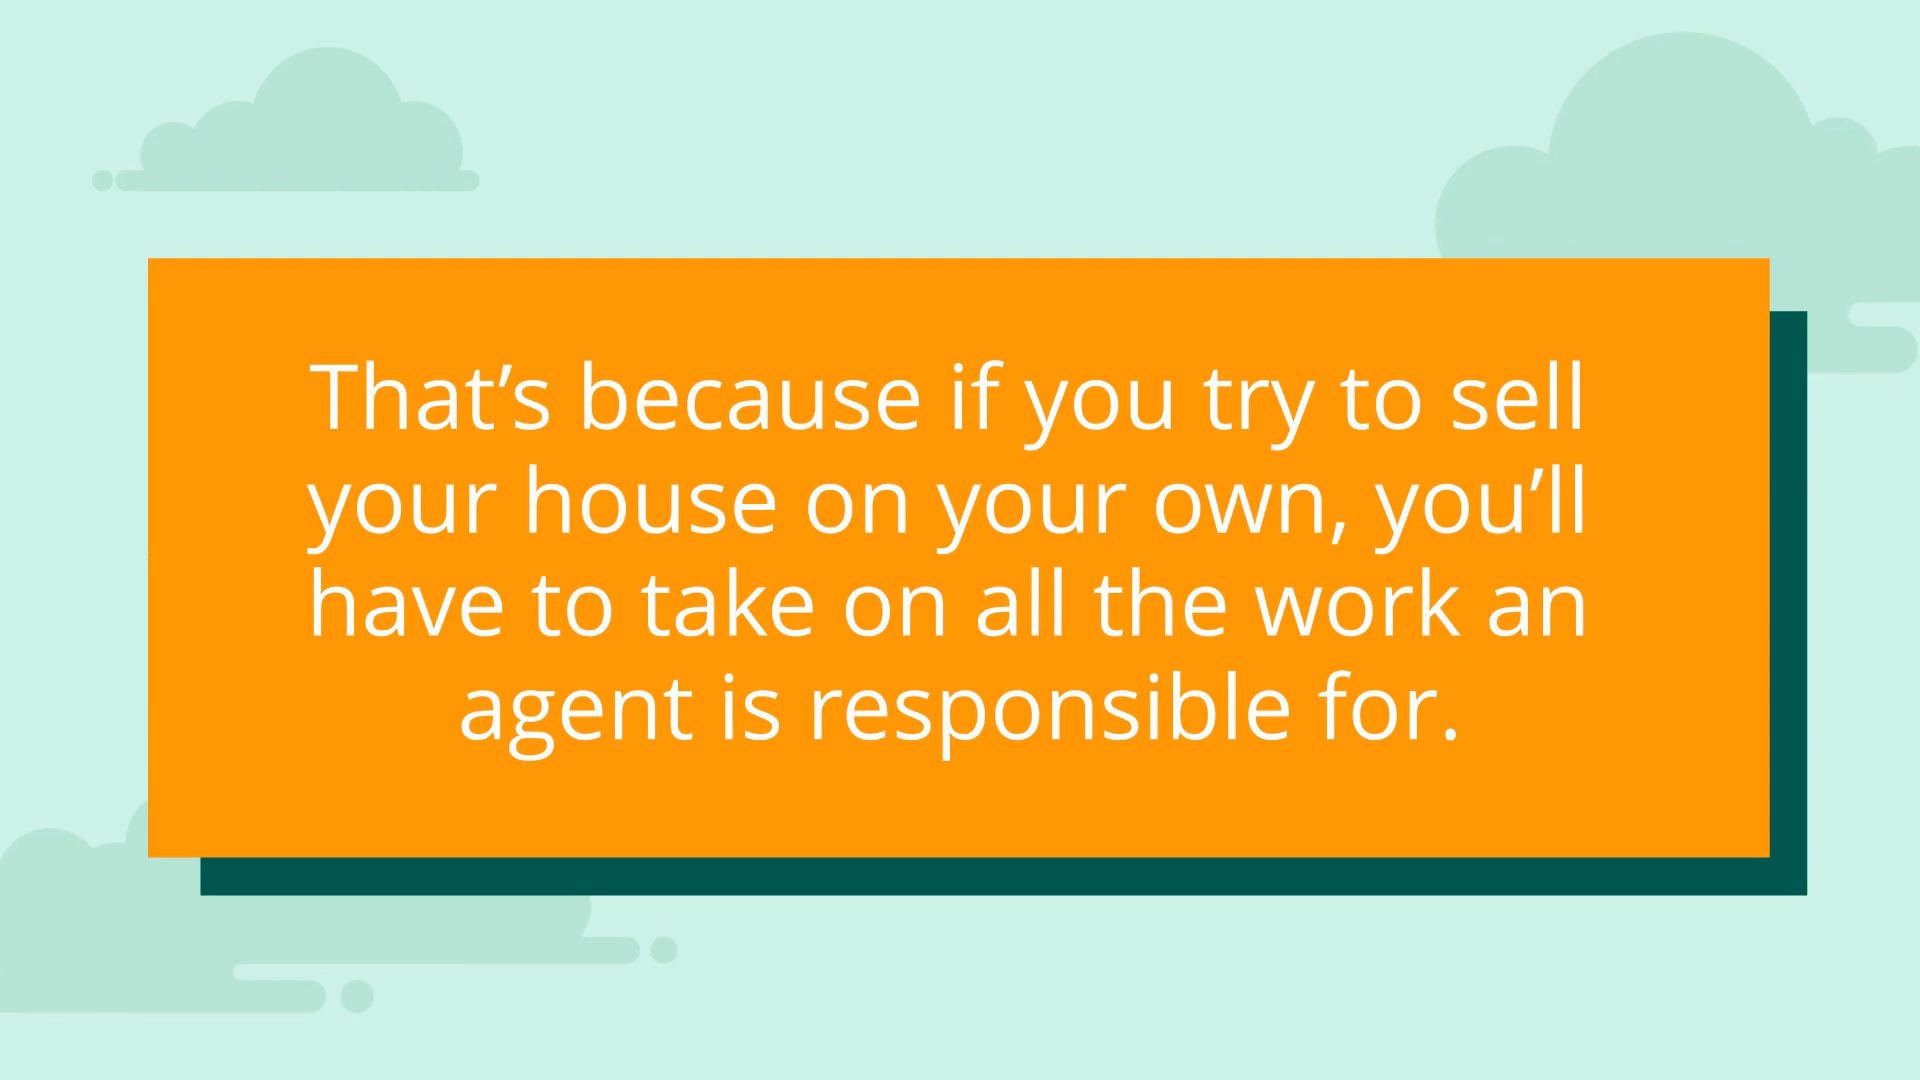 That’s because if you try to sell
your house on your own, you’ll
have to take on all the work an
agent is responsible for.